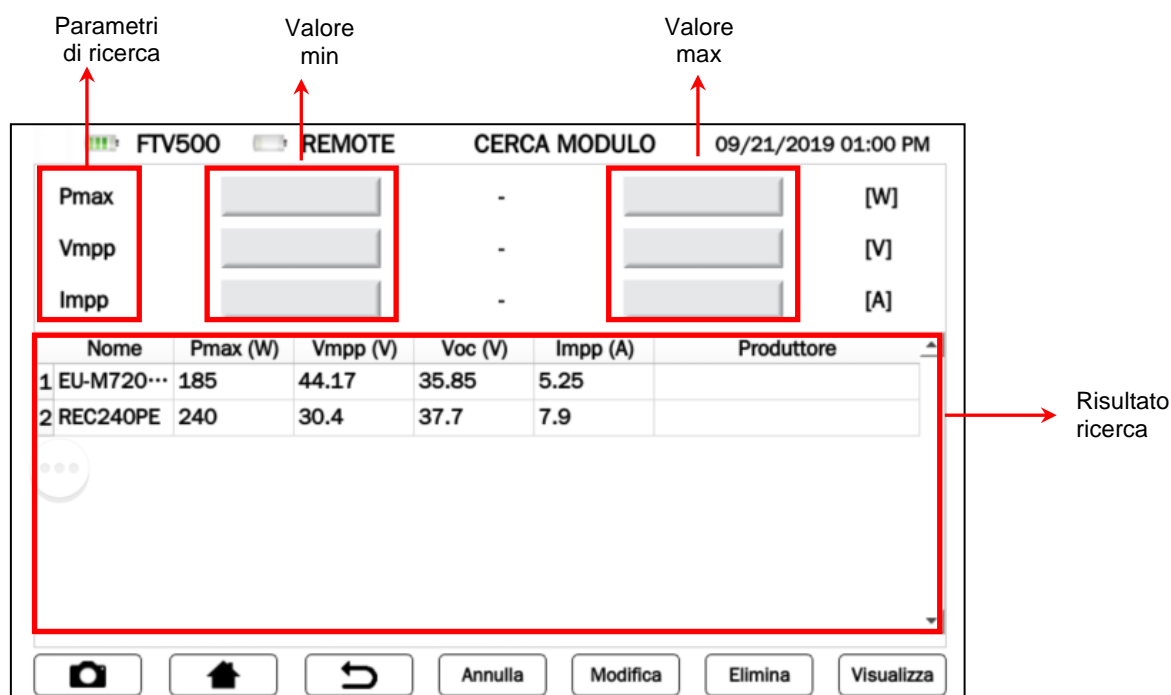 Parametri
di ricerca
Valore
min
Valore
max
FTV500 REMOTE CERCA MODULO 09/21/2019 01:00 PM
Pmax - [W]
Vmpp - [V]
Impp - [A]
Nome Pmax (W) Vmpp (V) Voc (V) Impp (A) Produttore
1 EU-M720··· 185 44.17 35.85 5.25
2 REC240PE 240 30.4 37.7 7.9
Risultato
ricerca
Annulla Modifica Elimina Visualizza